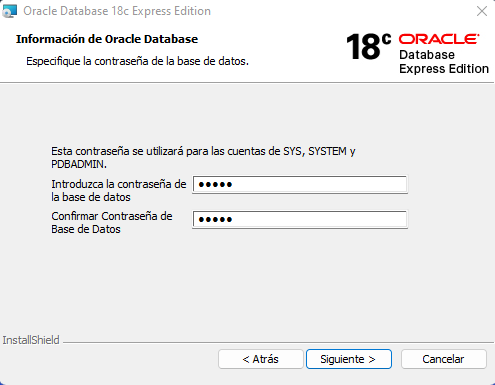 Oracle Database 18c Express Edition
Información de Oracle Database
Especifique la contraseña de la base de datos.
18c ORACLE
Database
Express Edition
Esta contraseña se utilizará para las cuentas de SYS, SYSTEM y
PDBADMIN.
Introduzca la contraseña de
la base de datos
•••••
Confirmar Contraseña de
Base de Datos
•••••
InstallShield
< Atrás
Siguiente >
Cancelar